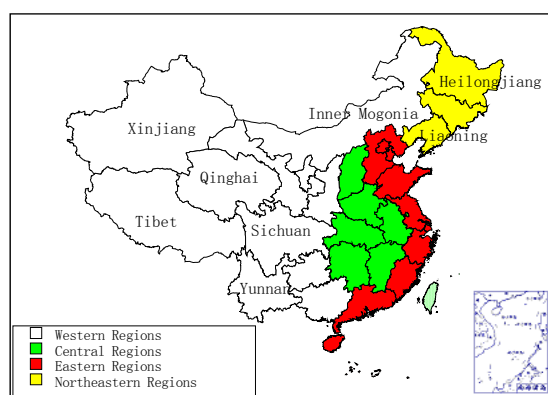 Heilongjiang
Inner Mogonia
Xinjiang
Liaoning
Qinghai
Tibet
Sichuan
Yunnan
Western Regions
Central Regions
Eastern Regions
Northeastern Regions